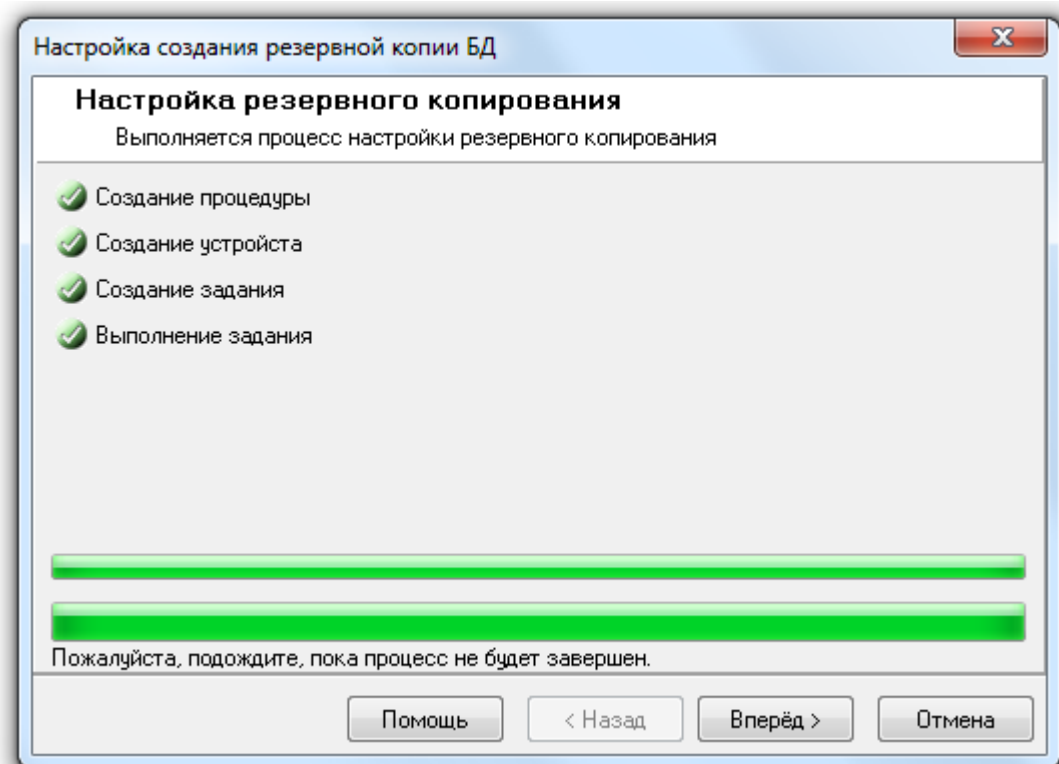 Настройка создания резервной копии БД
Настройка резервного копирования
Выполняется процесс настройки резервного копирования
Создание процедуры
Создание устройста
Создание задания
Выполнение задания
Пожалуйста, подождите, пока процесс не будет завершен.
Помощь < Назад Вперёд > Отмена